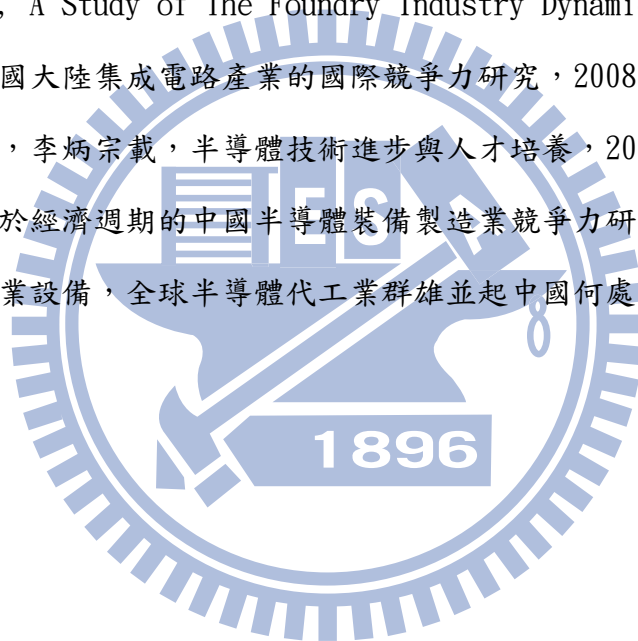 , A Study of The Foundry Industry Dynami
國大陸集成電路產業的國際競爭力研究，2008
，李炳宗載，半導體技術進步與人才培養，20
於經濟週期的中國半導體裝備製造業競爭力研
業設備，全球半導體代工業群雄並起中國何處
ES
1896